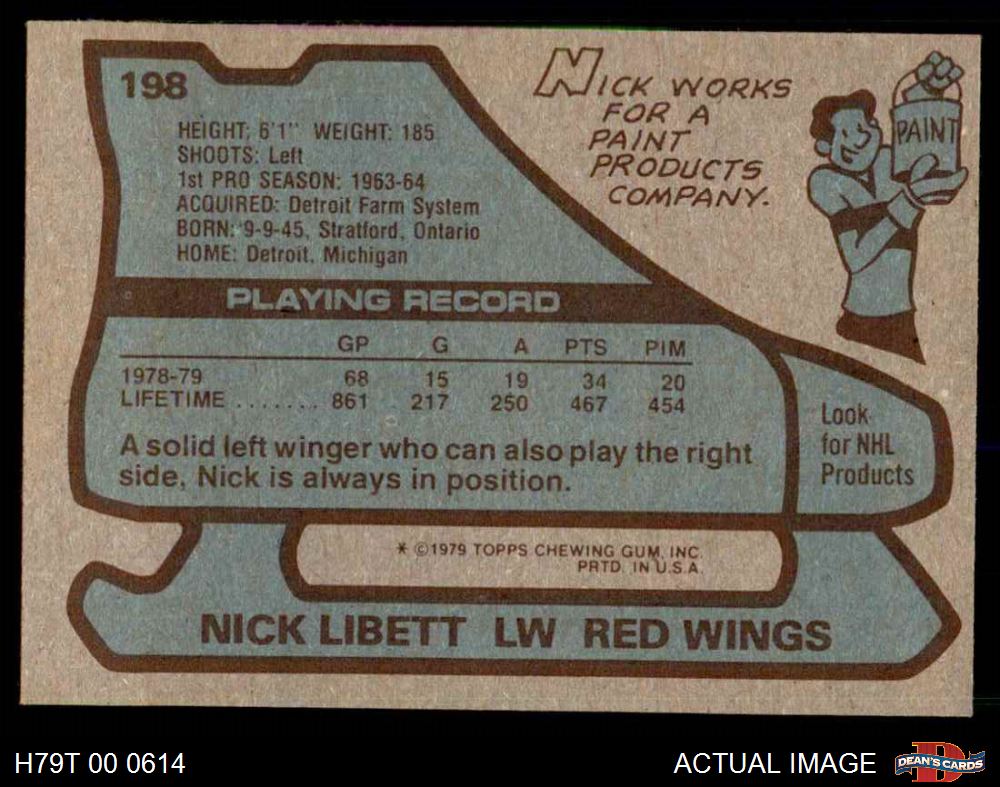 198
HEIGHT: 6'1" WEIGHT: 185
SHOOTS: Left
1st PRO SEASON: 1963-64
ACQUIRED: Detroit Farm System
BORN: 9-9-45, Stratford, Ontario
HOME: Detroit, Michigan
NICK WORKS
FOR A
PAINT
PRODUCTS
COMPANY.
PAINT
PLAYING RECORD
GP G A PTS PIM
1978-79 68 15 19 34 20
LIFETIME ........ 861 217 250 467 454
A solid left winger who can also play the right
side, Nick is always in position.
Look
for NHL
Products
* ©1979 TOPPS CHEWING GUM, INC.
PRTD. IN U.S.A.
NICK LIBETT LW RED WINGS
H79T 00 0614
ACTUAL IMAGE
DEAN'S CARDS